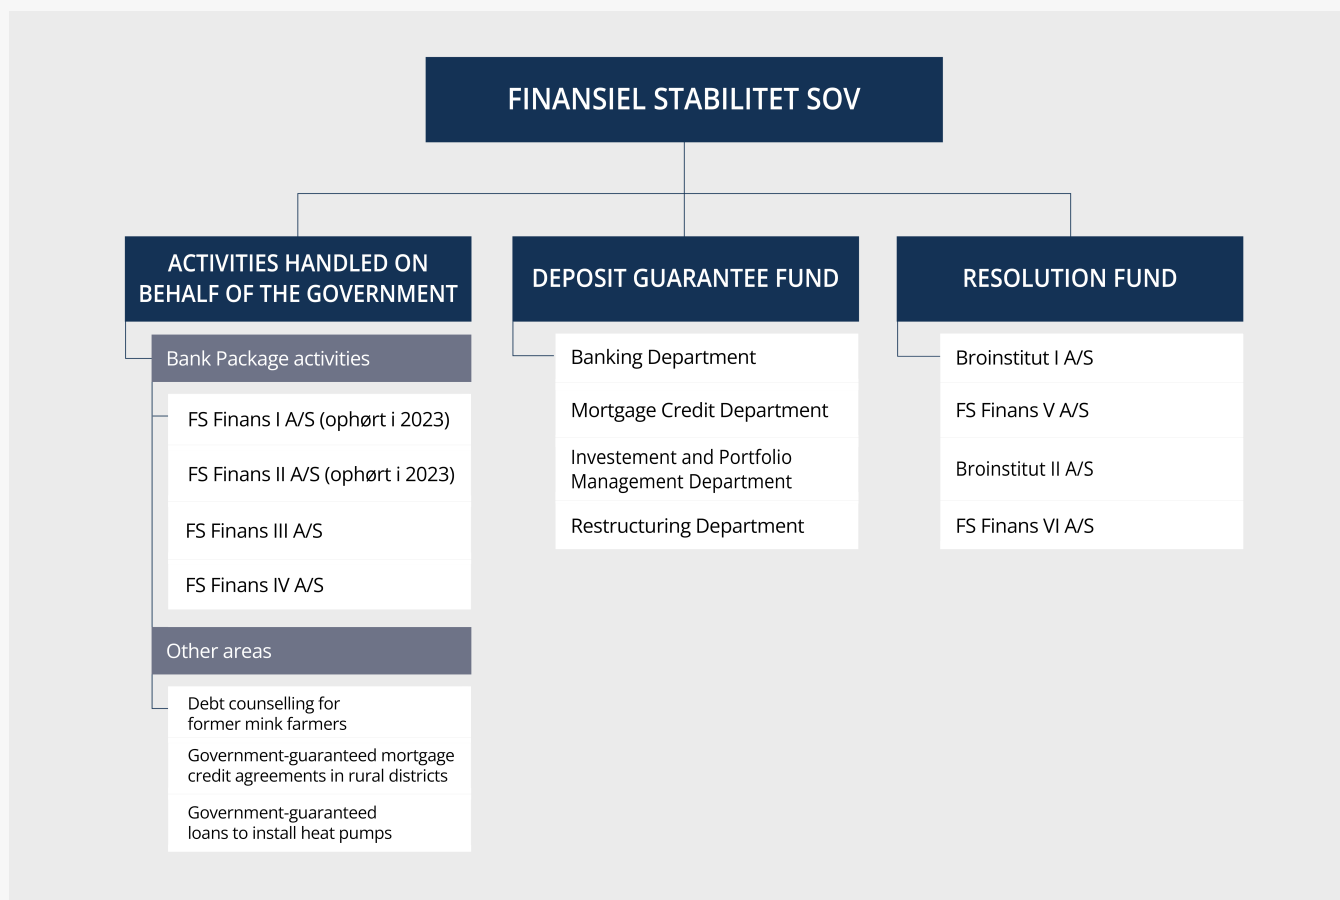 FINANSIEL STABILITET SOV
ACTIVITIES HANDLED ON
BEHALF OF THE GOVERNMENT
Bank Package activities
FS Finans I A/S (ophørt i 2023)
FS Finans II A/S (ophørt i 2023)
FS Finans III A/S
FS Finans IV A/S
Other areas
Debt counselling for
former mink farmers
Government-guaranteed mortgage
credit agreements in rural districts
Government-guaranteed
loans to install heat pumps
DEPOSIT GUARANTEE FUND
Banking Department
Mortgage Credit Department
Investement and Portfolio
Management Department
Restructuring Department
RESOLUTION FUND
Broinstitut I A/S
FS Finans V A/S
Broinstitut II A/S
FS Finans VI A/S